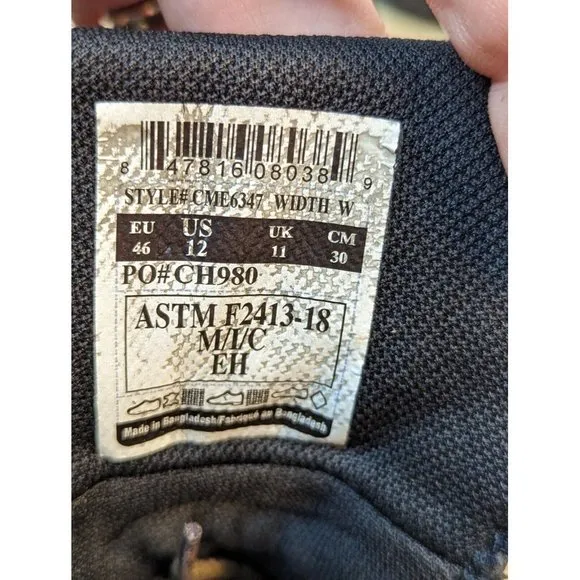 8 47816 08038 9
STYLE# CME6347 WIDTH W
EU US UK CM
46 12 11 30
PO#CH980
ASTM F2413-18
M/I/C
EH
Made in Bangladesh/Fabriqué au Bangladesh